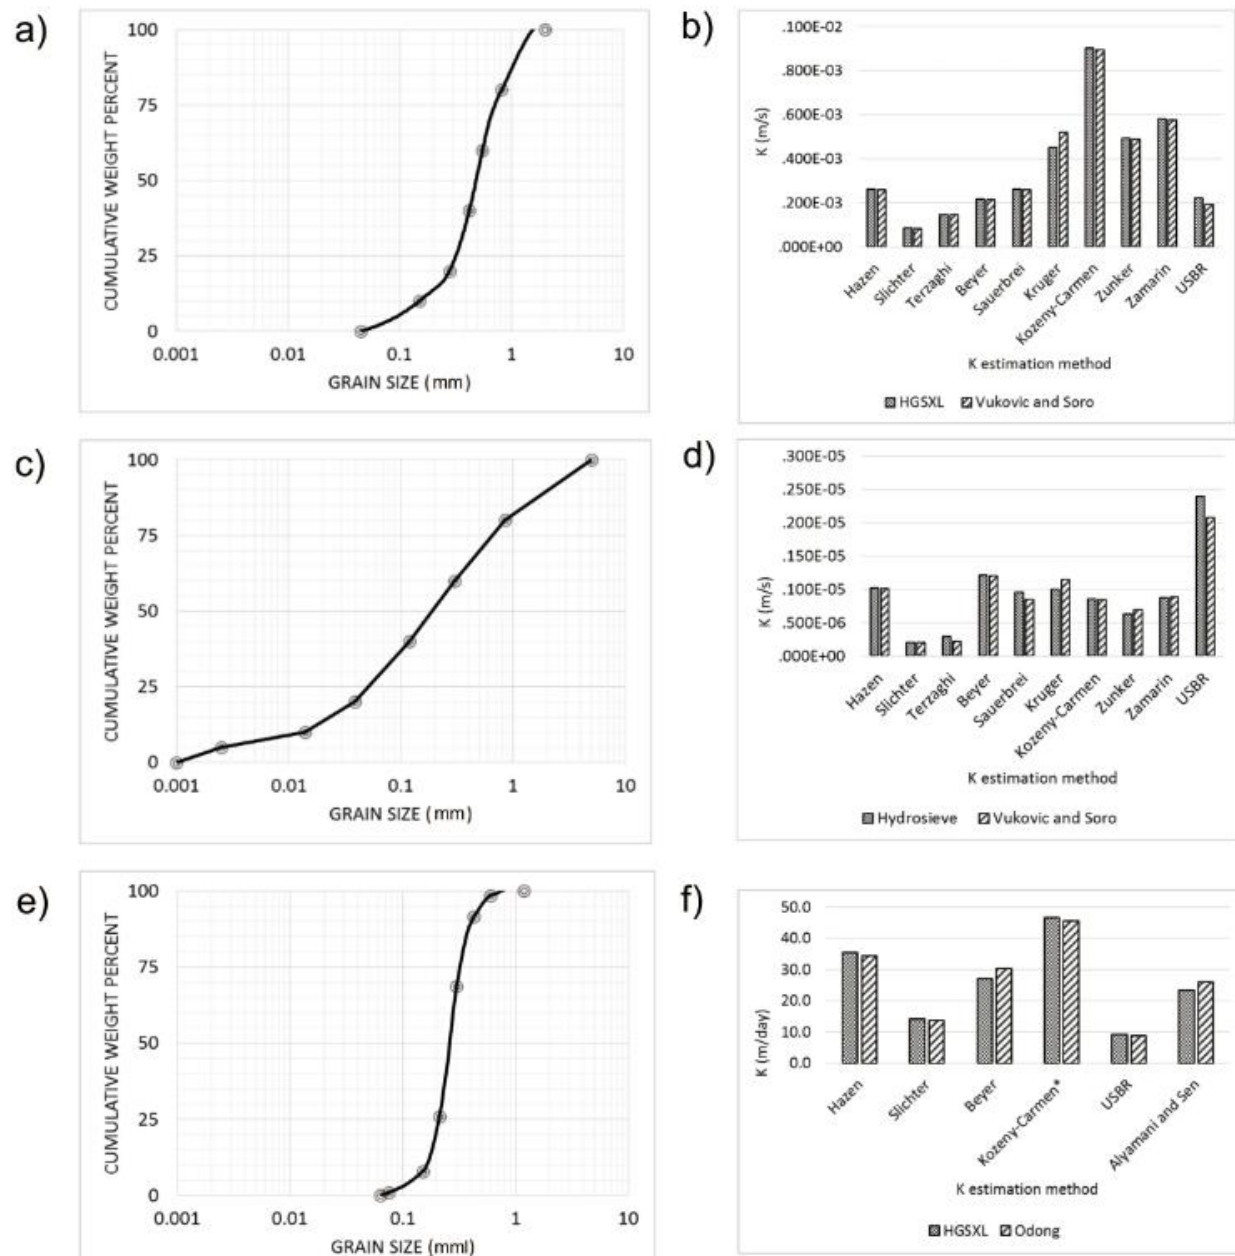 a)
CUMULATIVE WEIGHT PERCENT
100
75
50
25
0
0.001 0.01 0.1 1 10
GRAIN SIZE (mm)
b)
K (m/s)
.100E-02
.800E-03
.600E-03
.400E-03
.200E-03
.000E+00
Hazen
Slichter
Terzaghi
Beyer
Sauerbrei
Kruger
Kozeny-Carmen
Zunker
Zamarin
USBR
K estimation method
HGSXL Vukovic and Soro
c)
CUMULATIVE WEIGHT PERCENT
100
75
50
25
0
0.001 0.01 0.1 1 10
GRAIN SIZE (mm)
d)
K (m/s)
.300E-05
.250E-05
.200E-05
.150E-05
.100E-05
.500E-06
.000E+00
Hazen
Slichter
Terzaghi
Beyer
Sauerbrei
Kruger
Kozeny-Carmen
Zunker
Zamarin
USBR
K estimation method
Hydrosieve Vukovic and Soro
e)
CUMULATIVE WEIGHT PERCENT
100
75
50
25
0
0.001 0.01 0.1 1 10
GRAIN SIZE (mml)
f)
K (m/day)
50.0
40.0
30.0
20.0
10.0
0.0
Hazen
Slichter
Beyer
Kozeny-Carmen*
USBR
Alyamani and Sen
K estimation method
HGSXL Odong